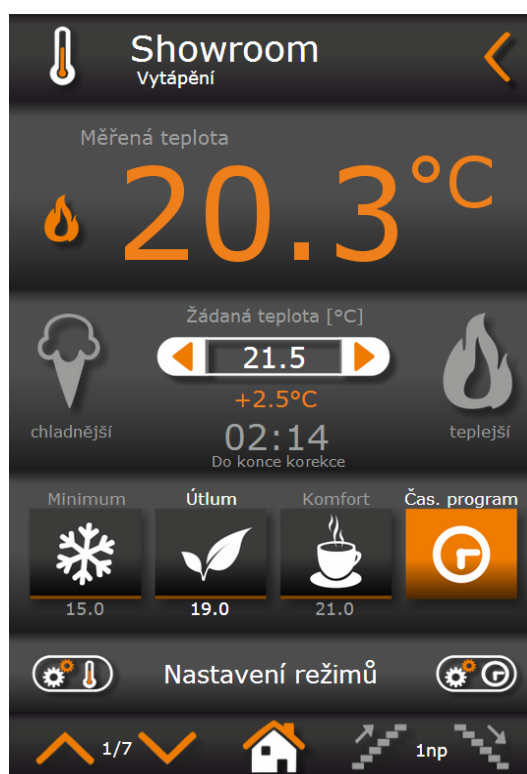 Showroom
Vytápění
Měřená teplota
20.3°C
Žádaná teplota [°C]
21.5
+2.5°C
chladnější
02:14
teplejší
Do konce korekce
Minimum Útlum Komfort Čas. program
15.0 19.0 21.0
Nastavení režimů
1/7 1np